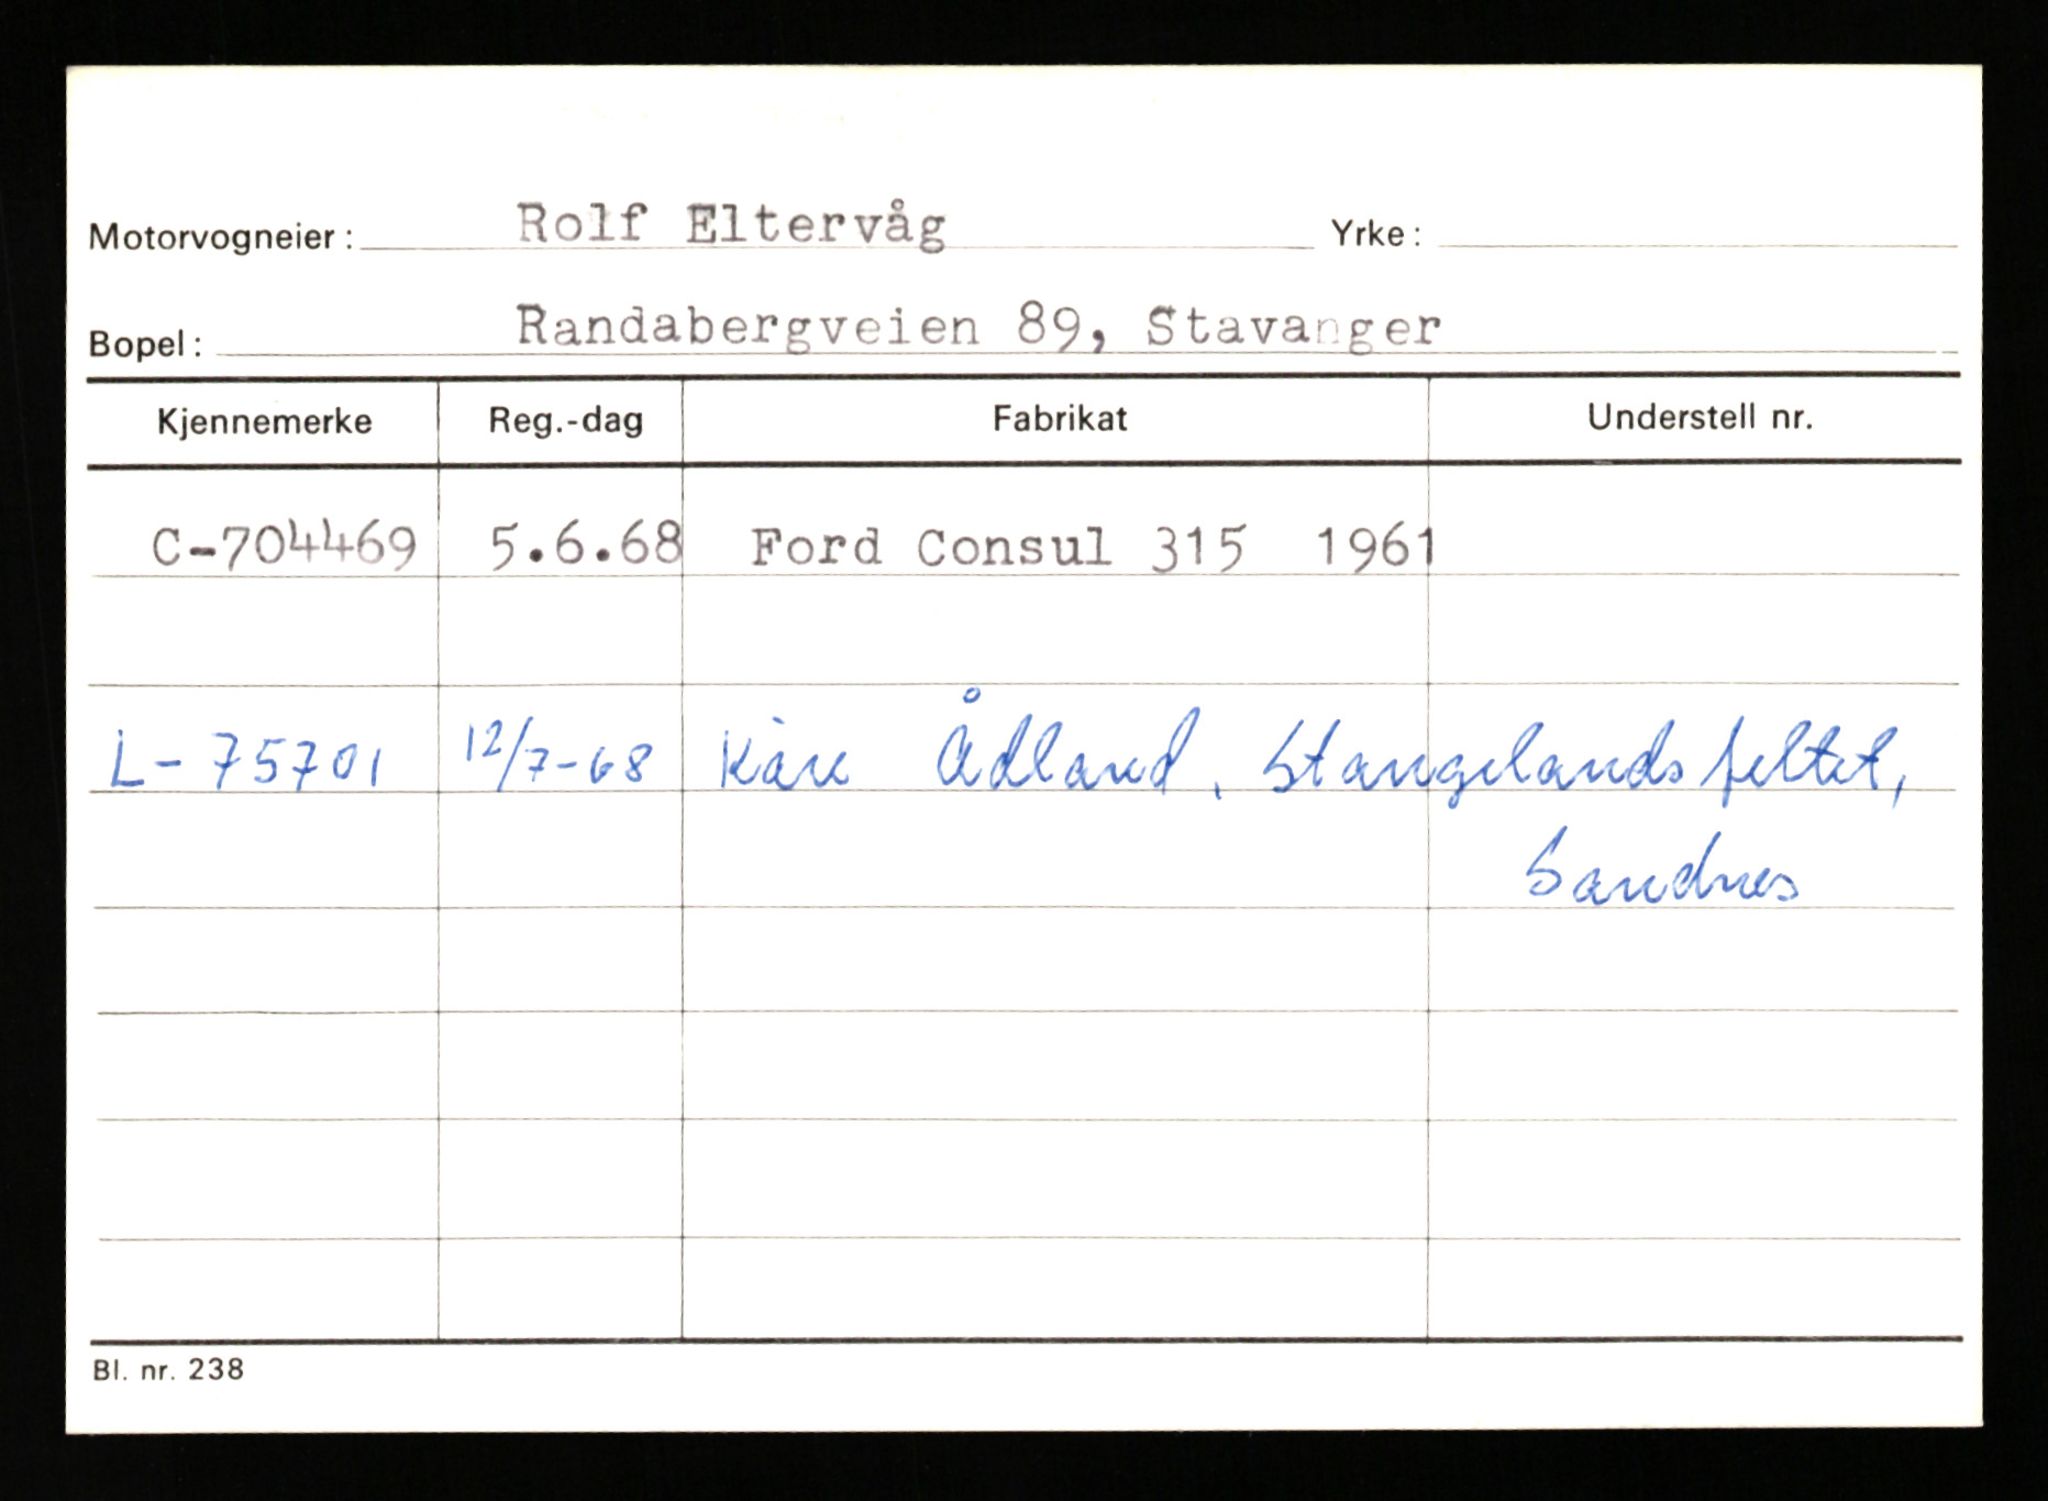 Motorvogneier: Rolf Eltervåg Yrke:
Bopel: Randabergveien 89, Stavanger
Kjennemerke Reg.-dag Fabrikat Understell nr.
C-704469 5.6.68 Ford Consul 315 1961
L-75701 12/7-68 Kåre Ådland, Stangelandsfeltet,
Sandnes
Bl. nr. 238